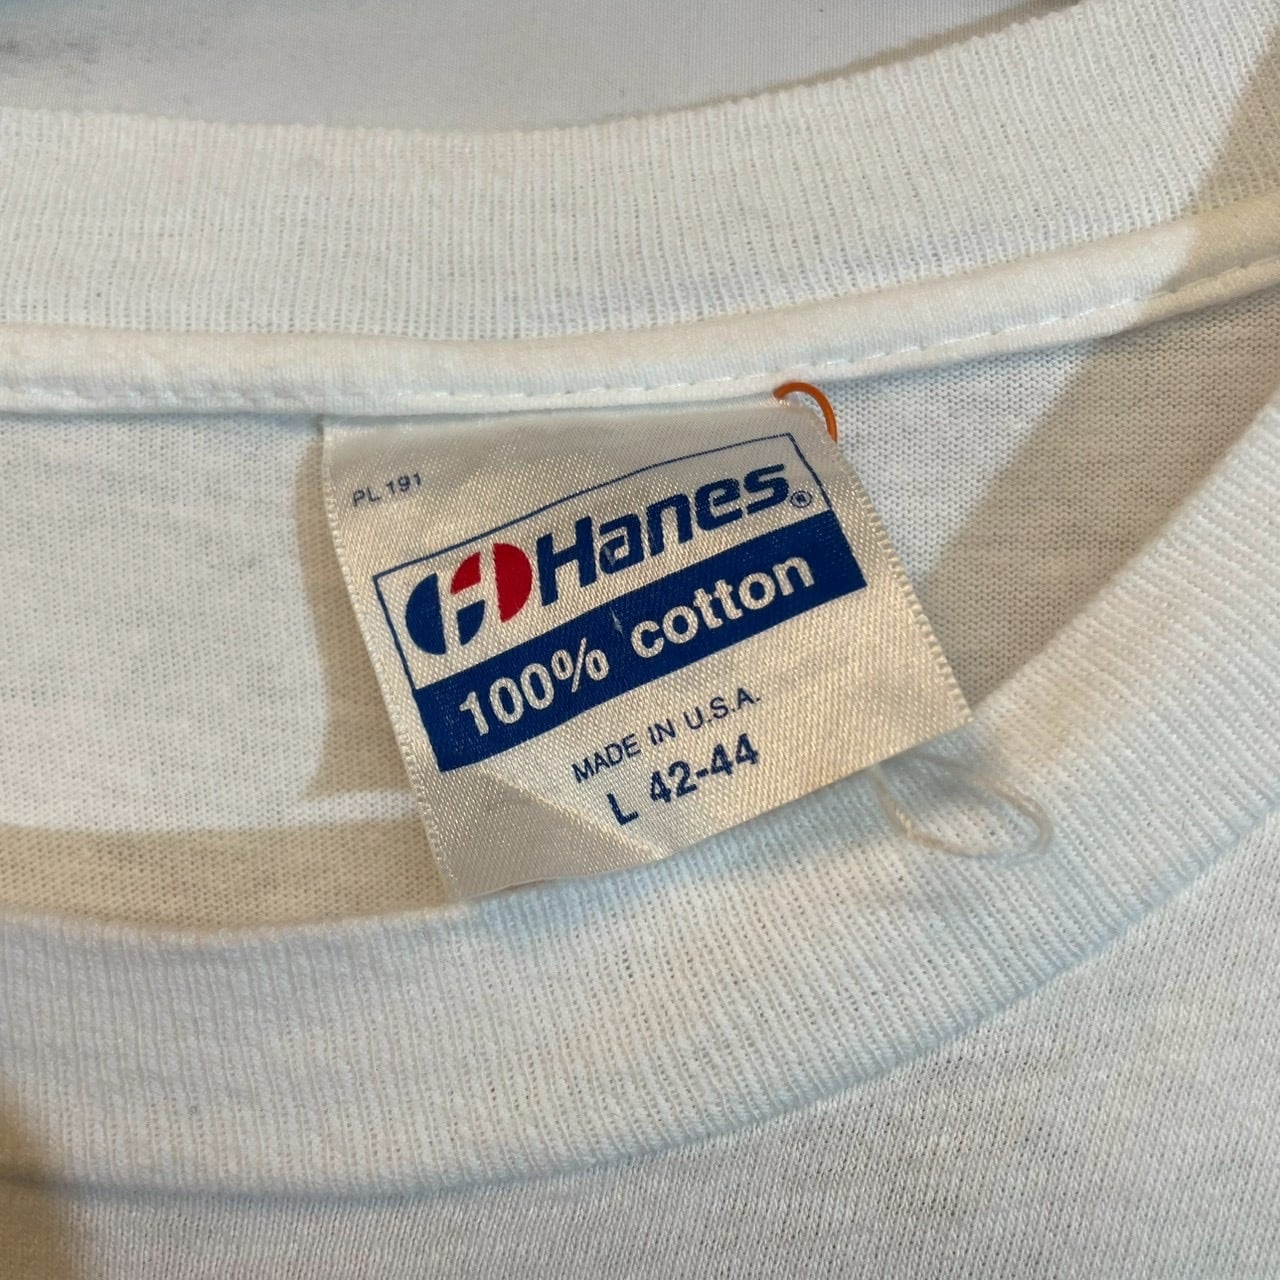 PL 191
Hanes®
100% cotton
MADE IN U.S.A.
L 42-44